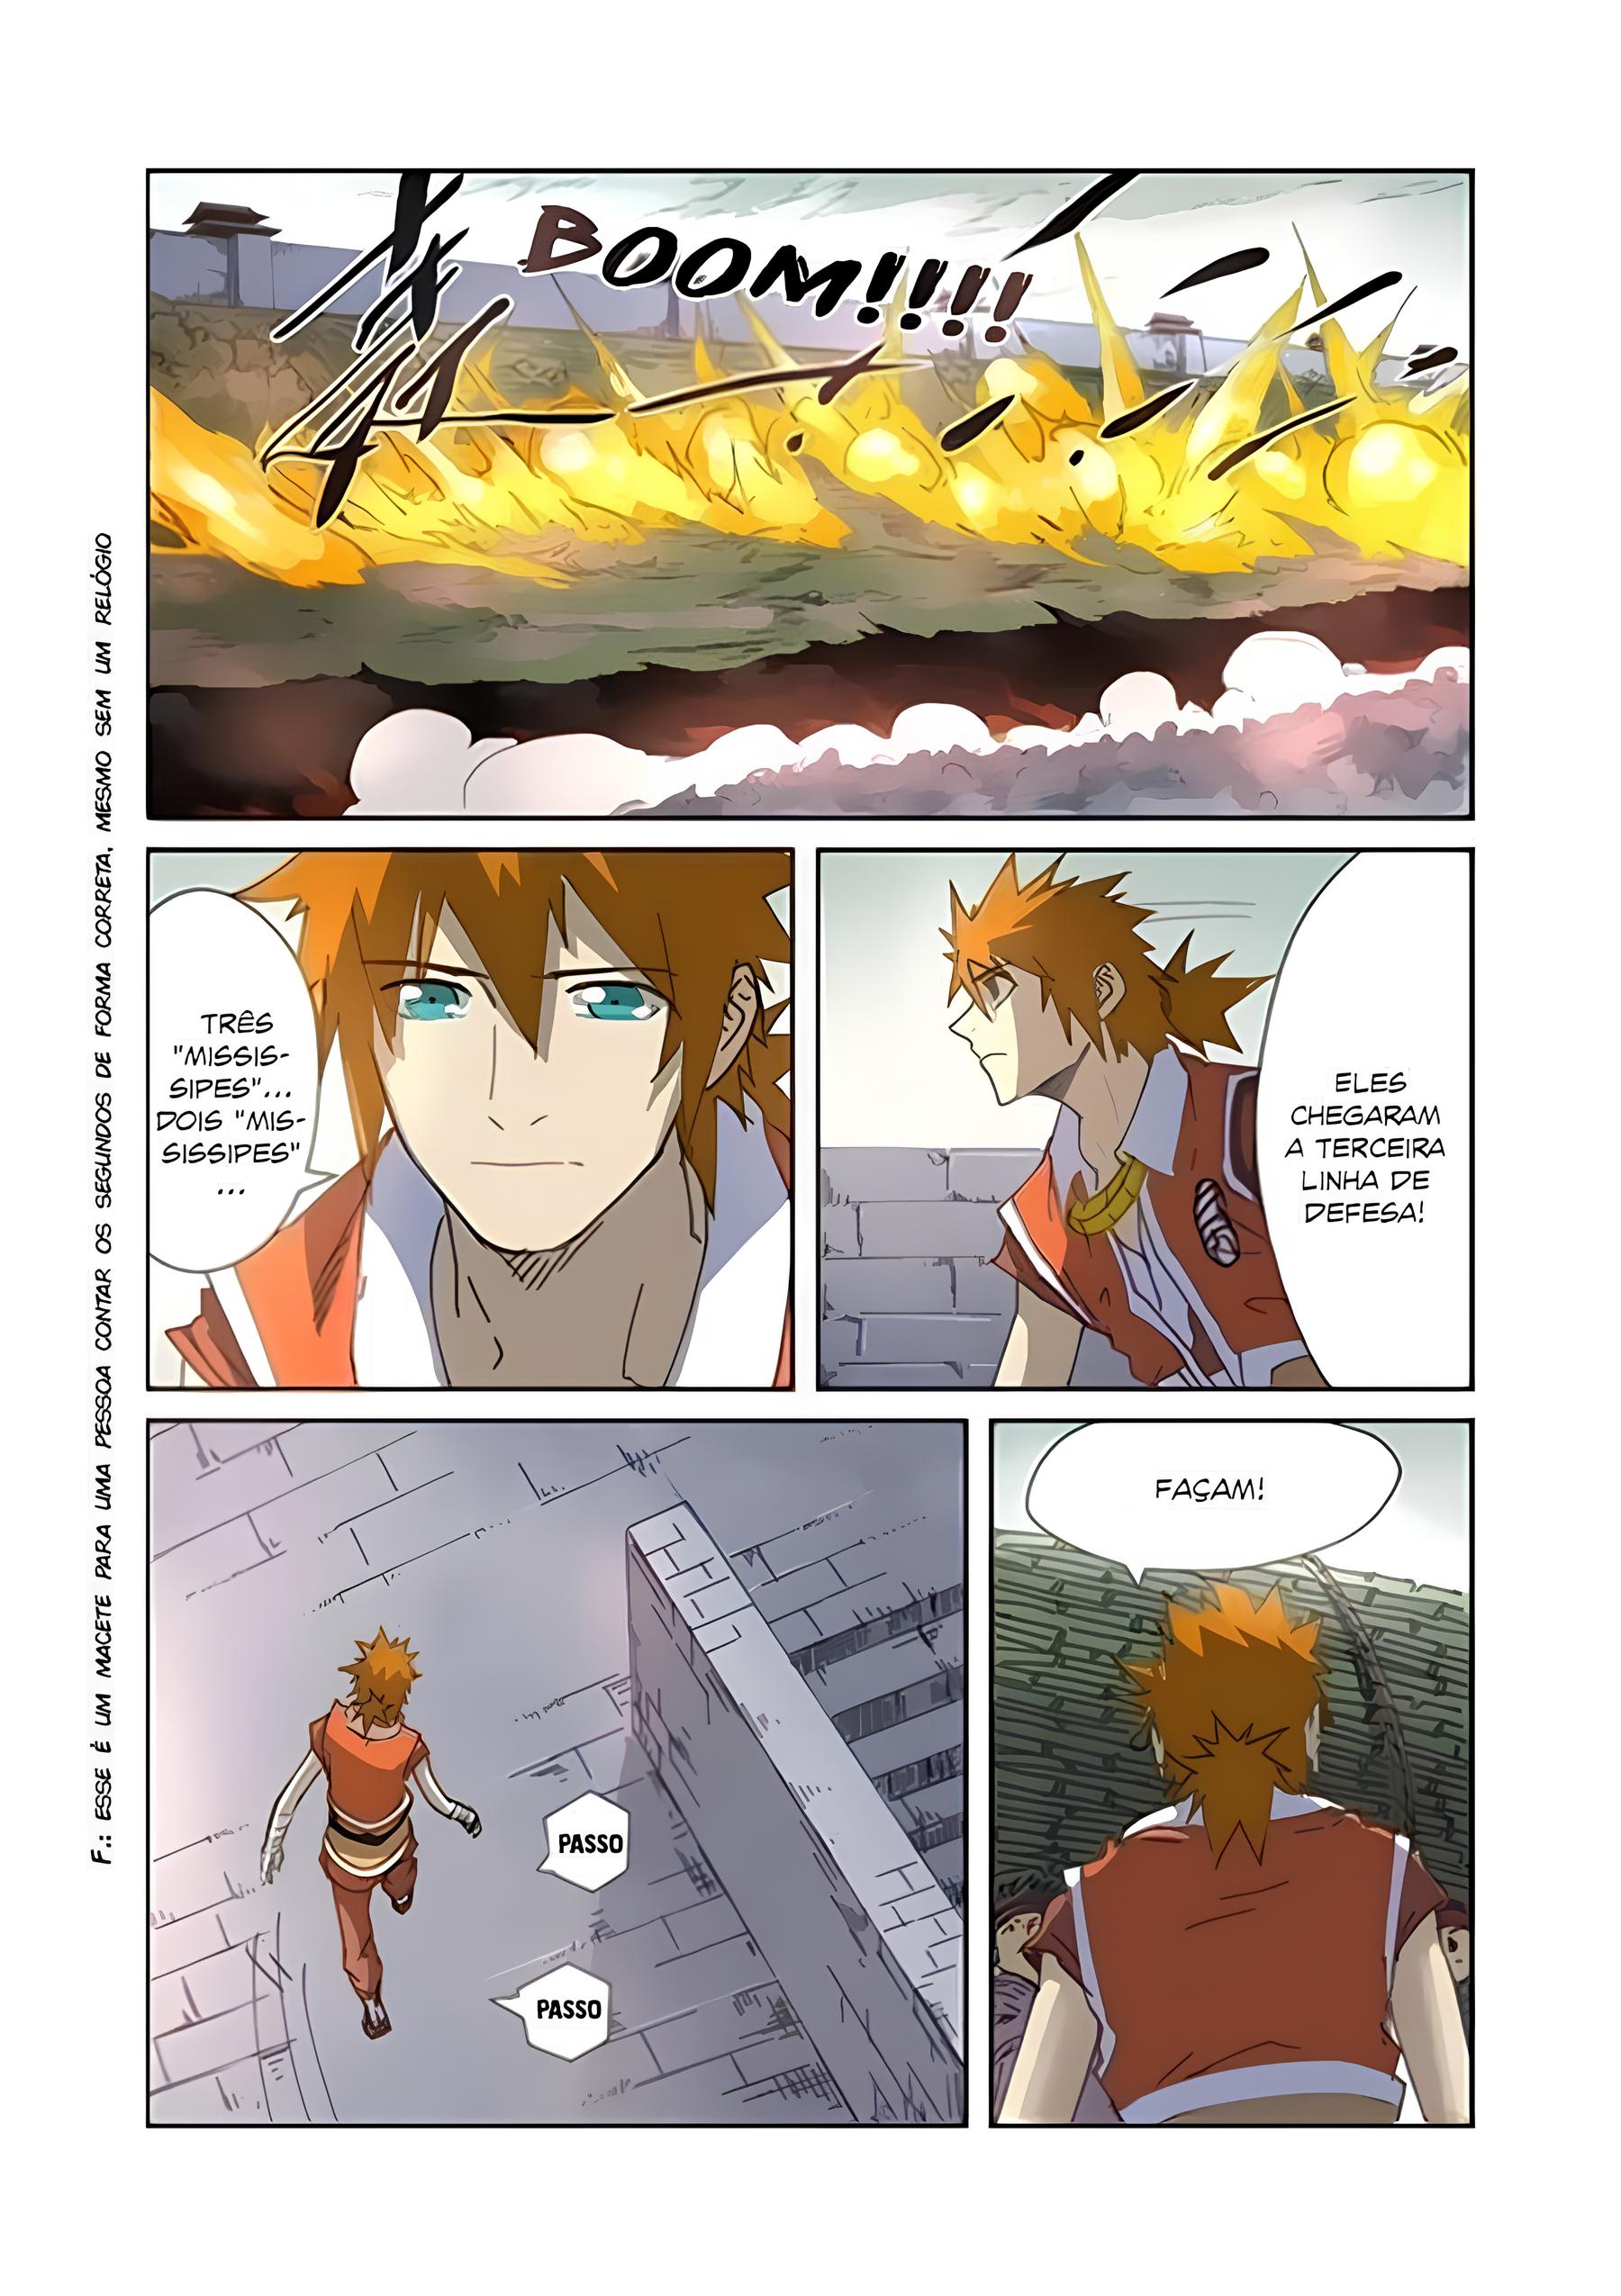 BOOM!!!!
ELES
CHEGARAM
A TERCEIRA
LINHA DE
DEFESA!
TRÊS
"MISSIS-
SIPES"...
DOIS "MIS-
SISSIPES"
...
FAÇAM!
PASSO
PASSO
F.: ESSE É UM MACETE PARA UMA PESSOA CONTAR OS SEGUNDOS DE FORMA CORRETA, MESMO SEM UM RELÓGIO